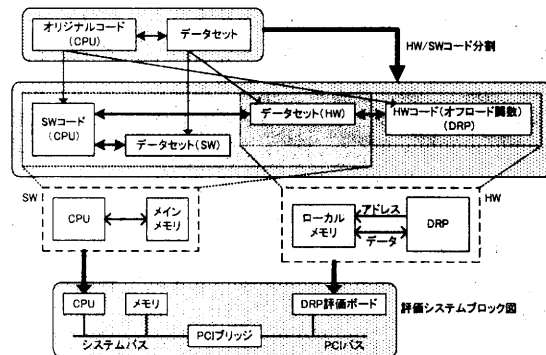 オリジナルコード
(CPU)
データセット
HW/SWコード分割
SWコード
(CPU)
データセット(HW)
HWコード(オフロード関数)
(DRP)
データセット(SW)
SW
CPU
メイン
メモリ
HW
ローカル
メモリ
アドレス
データ
DRP
CPU
メモリ
DRP評価ボード
評価システムブロック図
システムバス
PCIブリッジ
PCIバス